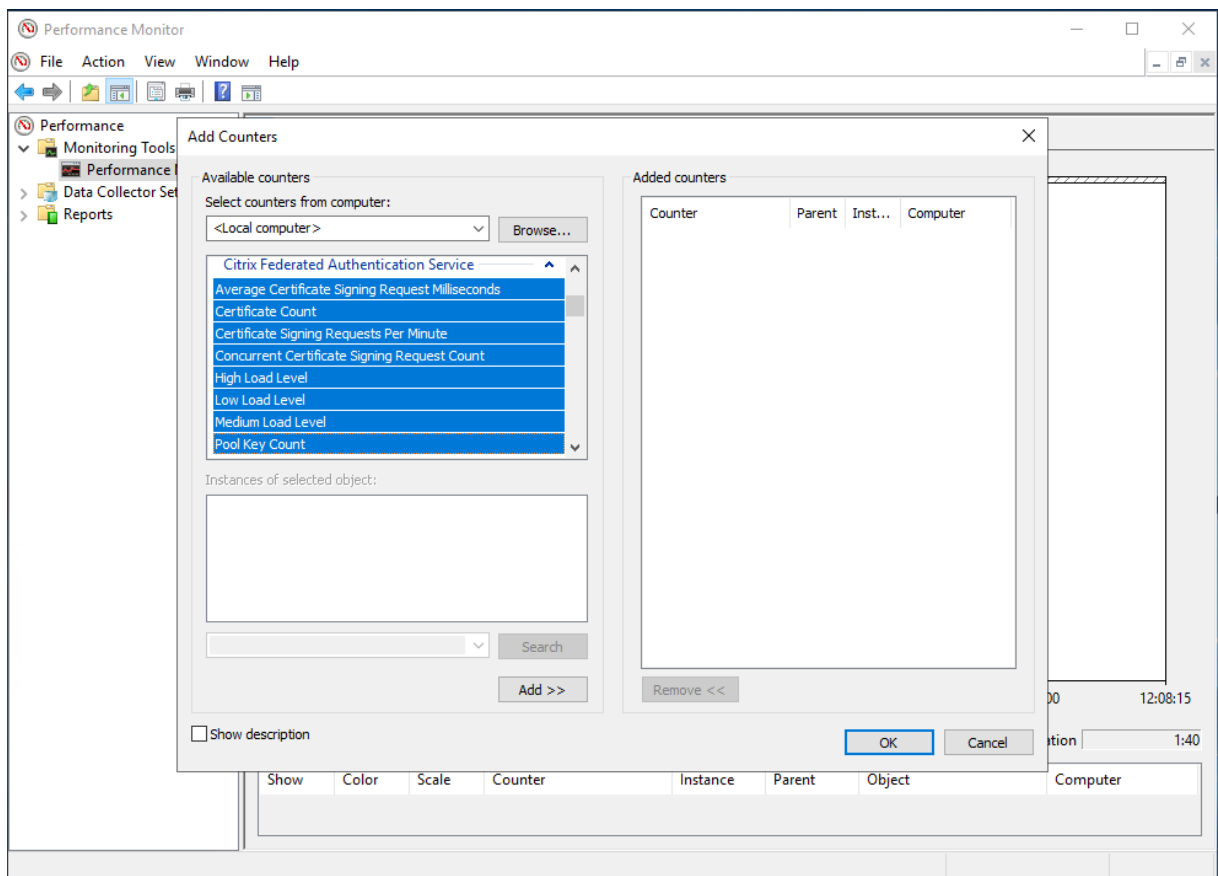 Performance Monitor
File Action View Window Help
Performance
Monitoring Tools
Performance
Data Collector Set
Reports
Add Counters
Available counters
Select counters from computer:
<Local computer>
Browse...
Citrix Federated Authentication Service
Average Certificate Signing Request Milliseconds
Certificate Count
Certificate Signing Requests Per Minute
Concurrent Certificate Signing Request Count
High Load Level
Low Load Level
Medium Load Level
Pool Key Count
Instances of selected object:
Search
Add >>
Show description
Added counters
Counter Parent Inst... Computer
Remove <<
OK Cancel
00 12:08:15
ation 1:40
Show Color Scale Counter Instance Parent Object Computer